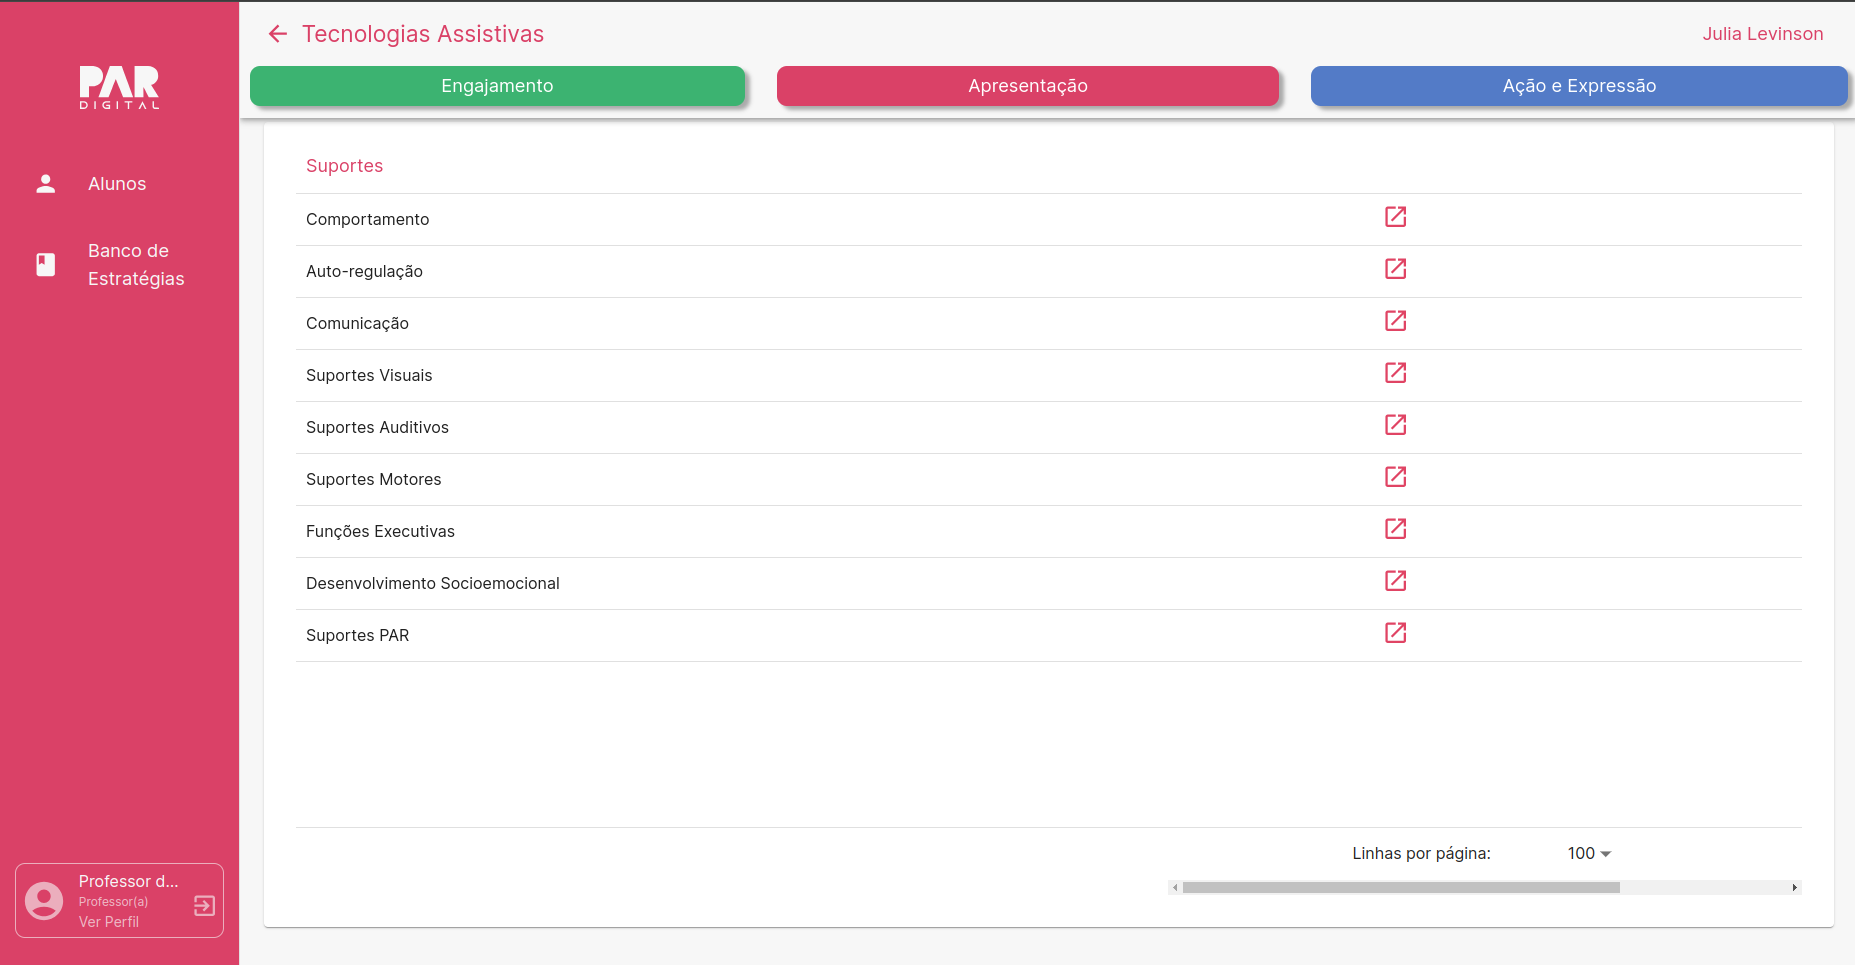 PAR
DIGITAL
Alunos
Banco de
Estratégias
Professor d...
Professor(a)
Ver Perfil
Tecnologias Assistivas
Julia Levinson
Engajamento
Apresentação
Ação e Expressão
Suportes
Comportamento
Auto-regulação
Comunicação
Suportes Visuais
Suportes Auditivos
Suportes Motores
Funções Executivas
Desenvolvimento Socioemocional
Suportes PAR
Linhas por página: 100